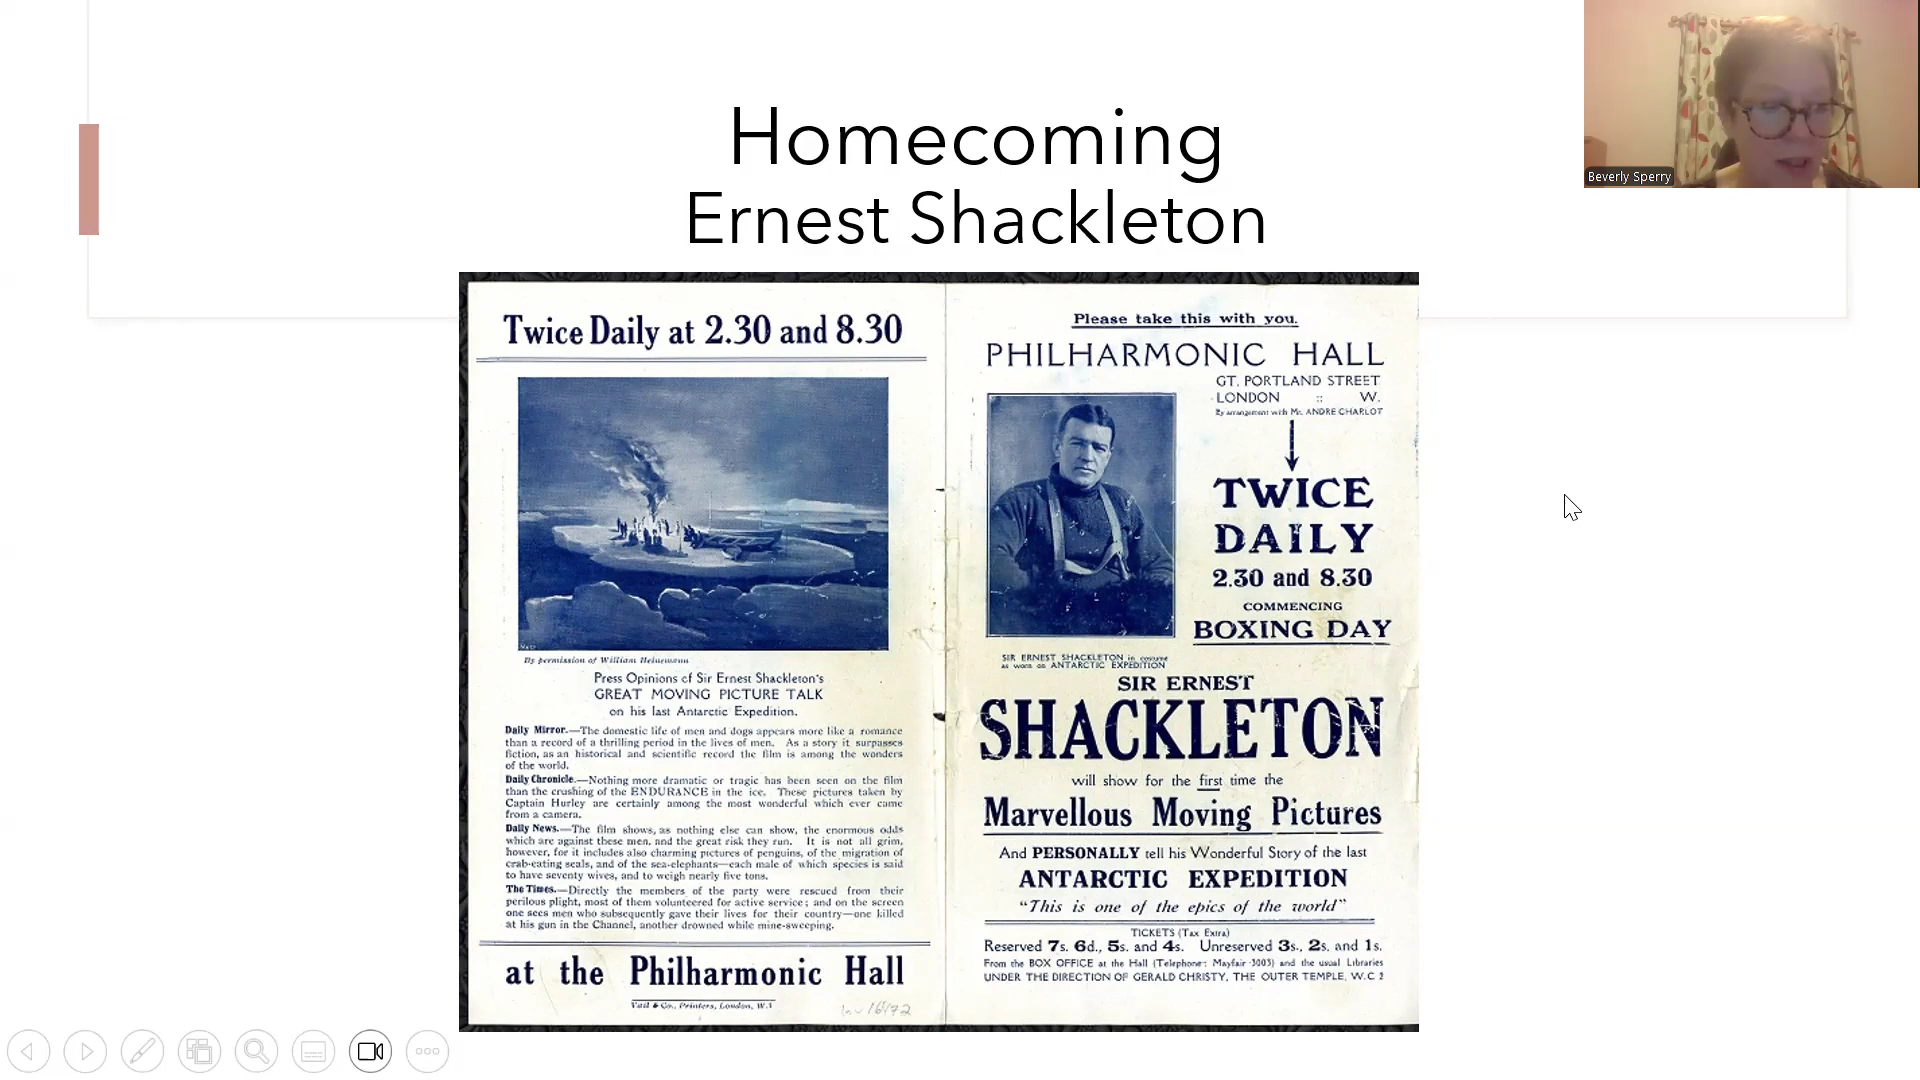 Homecoming
Ernest Shackleton
Beverly Sperry
Twice Daily at 2.30 and 8.30
By permission of William Heinemann
Press Opinions of Sir Ernest Shackleton's
GREAT MOVING PICTURE TALK
on his last Antarctic Expedition.
Daily Mirror.—The domestic life of men and dogs appears more like a romance
than a record of a thrilling period in the lives of men. As a story it surpasses
fiction, as an historical and scientific record the film is among the wonders
of the world.
Daily Chronicle.—Nothing more dramatic or tragic has been seen on the film
than the crushing of the ENDURANCE in the ice. These pictures taken by
Captain Hurley are certainly among the most wonderful which ever came
from a camera.
Daily News.—The film shows, as nothing else can show, the enormous odds
which are against these men, and the great risk they run. It is not all grim,
however, for it includes also charming pictures of penguins, of the migration of
crab-eating seals, and of the sea-elephants—each male of which species is said
to have seventy wives, and to weigh nearly five tons.
The Times.—Directly the members of the party were rescued from their
perilous plight, most of them volunteered for active service; and on the screen
one sees men who subsequently gave their lives for their country—one killed
at his gun in the Channel, another drowned while mine-sweeping.
at the Philharmonic Hall
Vail & Co., Printers, London, W.1
Inv 16472
Please take this with you.
PHILHARMONIC HALL
GT. PORTLAND STREET
LONDON :: W.
By arrangement with Mr. ANDRE CHARLOT
TWICE
DAILY
2.30 and 8.30
COMMENCING
BOXING DAY
SIR ERNEST SHACKLETON in costume
as worn on ANTARCTIC EXPEDITION
SIR ERNEST
SHACKLETON
will show for the first time the
Marvellous Moving Pictures
And PERSONALLY tell his Wonderful Story of the last
ANTARCTIC EXPEDITION
"This is one of the epics of the world"
TICKETS (Tax Extra)
Reserved 7s. 6d., 5s. and 4s. Unreserved 3s., 2s. and 1s.
From the BOX OFFICE at the Hall (Telephone: Mayfair 3003) and the usual Libraries
UNDER THE DIRECTION OF GERALD CHRISTY, THE OUTER TEMPLE, W.C 2